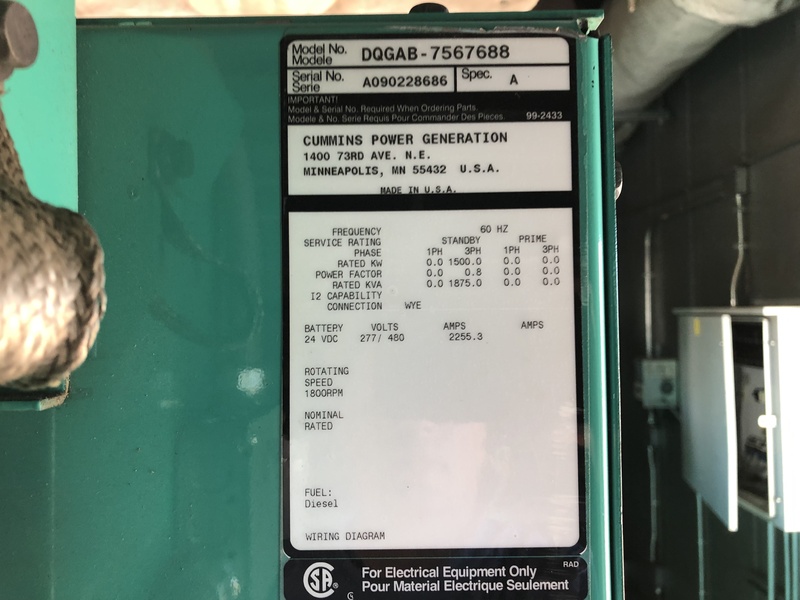 Model No. DQGAB-7567688
Modele
Serial No. A090228686 Spec. A
Serie
IMPORTANT!
Model & Serial No. Required When Ordering Parts.
Modele & No. Serie Requis Pour Commander Des Pieces. 99-2433
CUMMINS POWER GENERATION
1400 73RD AVE. N.E.
MINNEAPOLIS, MN 55432 U.S.A.
MADE IN U.S.A.
FREQUENCY 60 HZ
SERVICE RATING STANDBY PRIME
PHASE 1PH 3PH 1PH 3PH
RATED KW 0.0 1500.0 0.0 0.0
POWER FACTOR 0.0 0.8 0.0 0.0
RATED KVA 0.0 1875.0 0.0 0.0
I2 CAPABILITY
CONNECTION WYE
BATTERY VOLTS AMPS AMPS
24 VDC 277/ 480 2255.3
ROTATING
SPEED
1800RPM
NOMINAL
RATED
FUEL:
Diesel
WIRING DIAGRAM
SA ® For Electrical Equipment Only RAD
G Pour Material Electrique Seulement